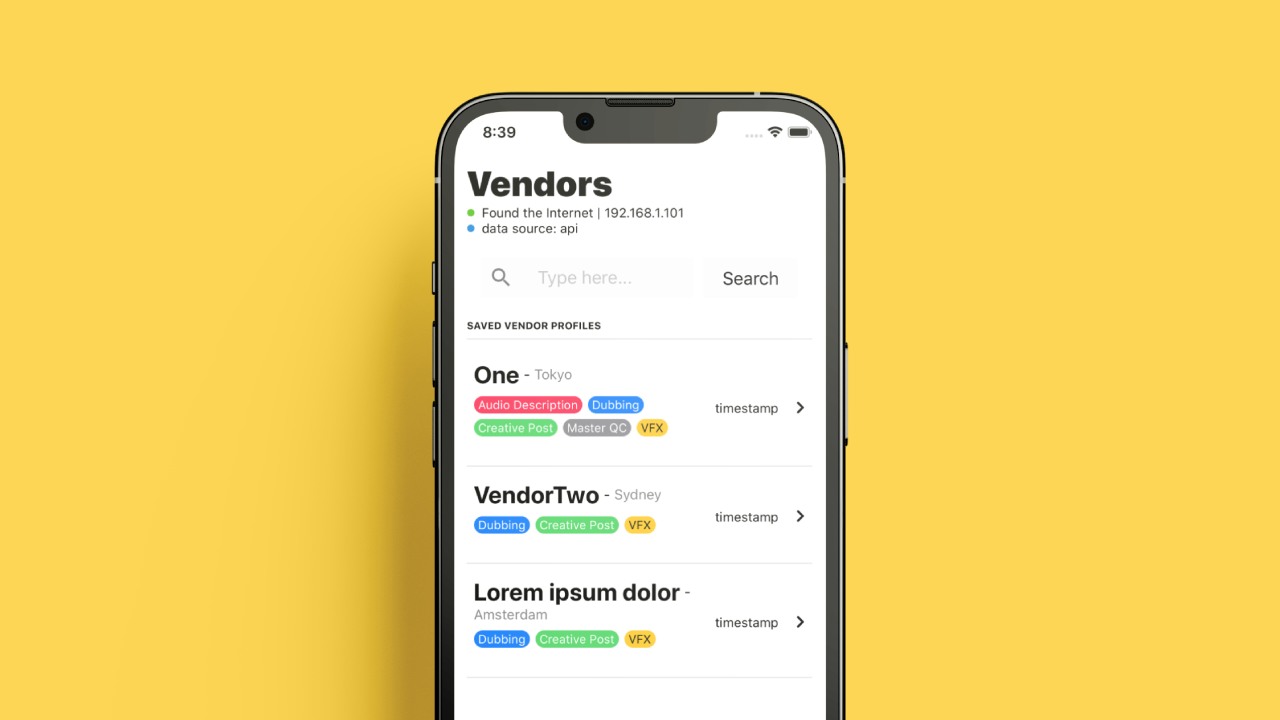 8:39
Vendors
Found the Internet | 192.168.1.101
data source: api
Type here...
Search
SAVED VENDOR PROFILES
One - Tokyo
Audio Description Dubbing
timestamp
Creative Post Master QC VFX
VendorTwo - Sydney
timestamp
Dubbing Creative Post VFX
Lorem ipsum dolor -
Amsterdam
timestamp
Dubbing Creative Post VFX